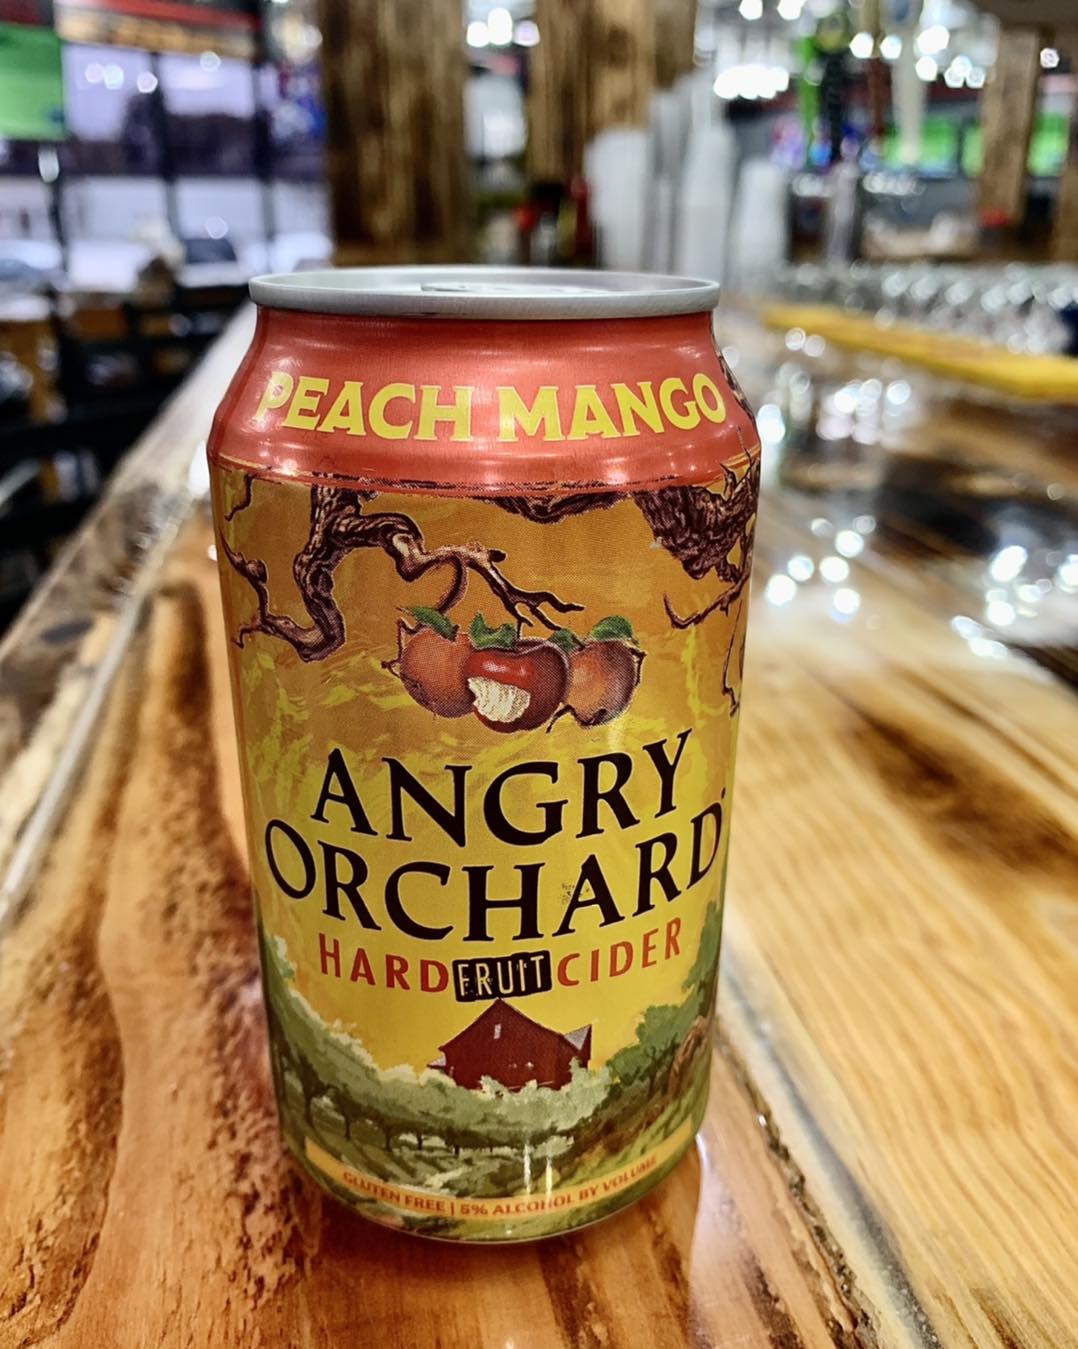 PEACH MANGO
ANGRY
ORCHARD
HARD FRUIT CIDER
GLUTEN FREE | 5% ALCOHOL BY VOLUME